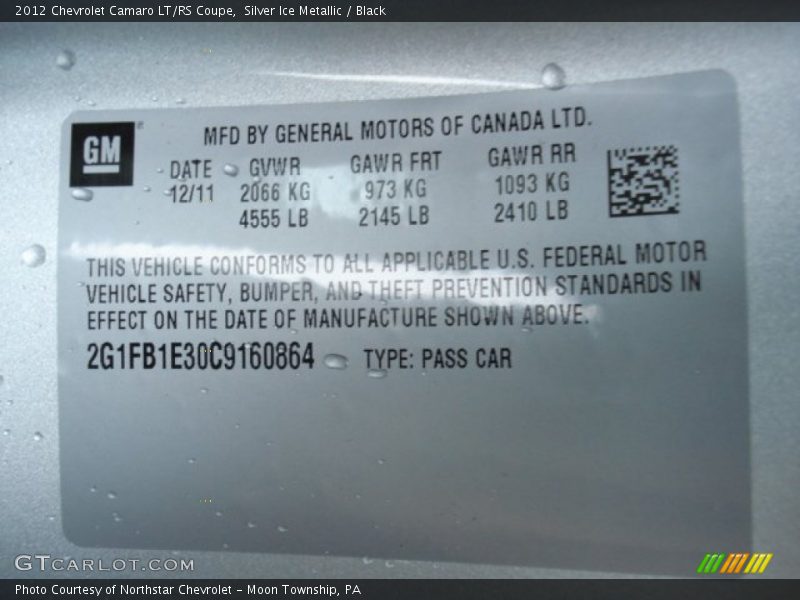 2012 Chevrolet Camaro LT/RS Coupe, Silver Ice Metallic / Black
GM
MFD BY GENERAL MOTORS OF CANADA LTD.
DATE GVWR GAWR FRT GAWR RR
12/11 2066 KG 973 KG 1093 KG
4555 LB 2145 LB 2410 LB
THIS VEHICLE CONFORMS TO ALL APPLICABLE U.S. FEDERAL MOTOR
VEHICLE SAFETY, BUMPER, AND THEFT PREVENTION STANDARDS IN
EFFECT ON THE DATE OF MANUFACTURE SHOWN ABOVE.
2G1FB1E30C9160864 TYPE: PASS CAR
GTCARLOT.COM
Photo Courtesy of Northstar Chevrolet - Moon Township, PA